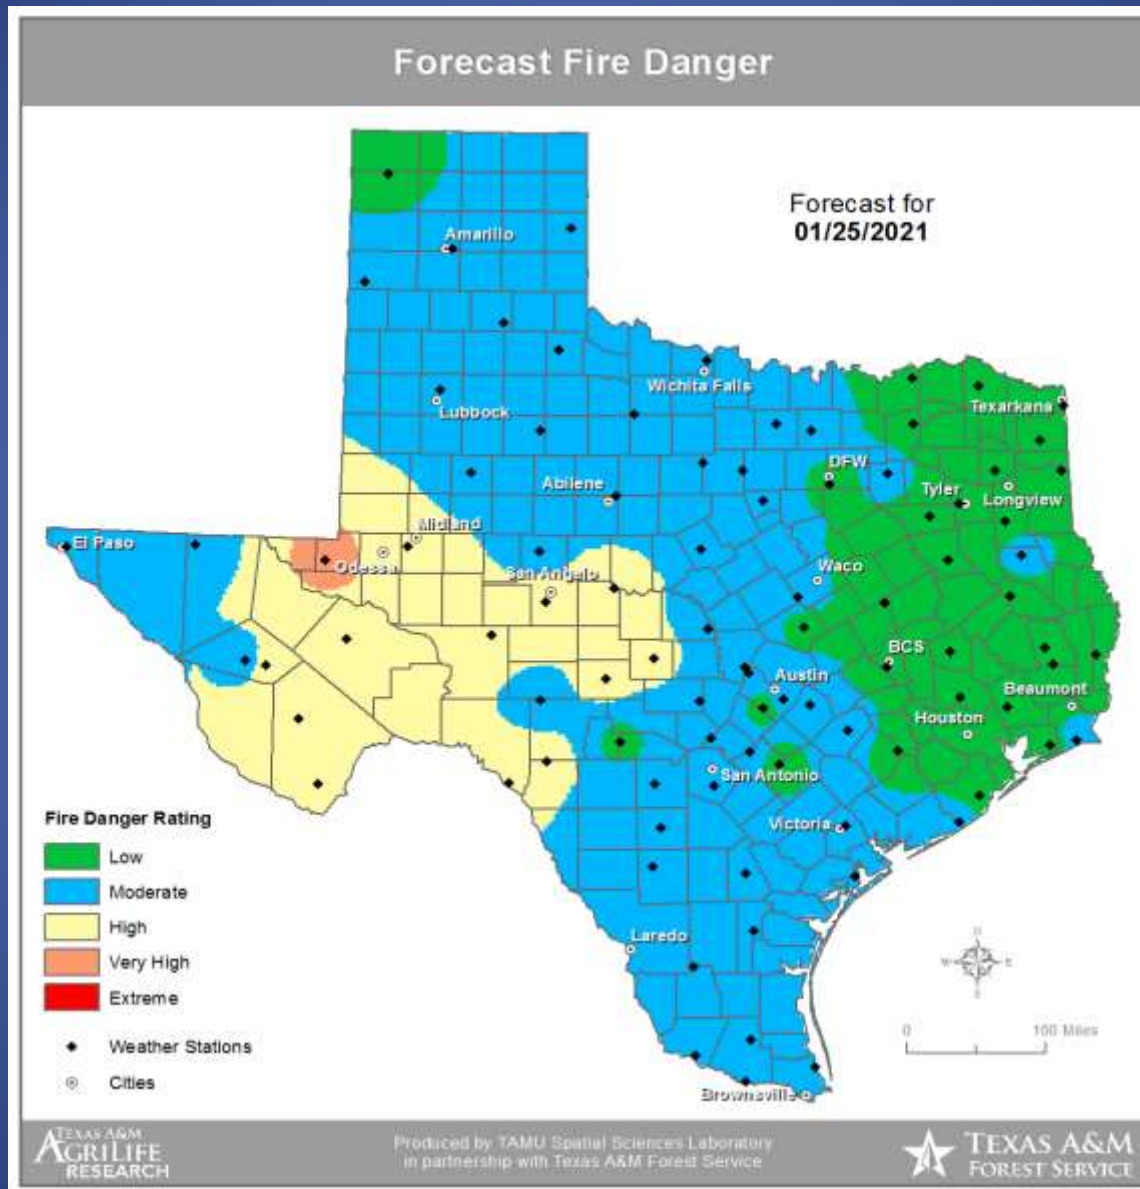 Forecast Fire Danger
Forecast for
01/25/2021
Amarillo
Wichita Falls
Lubbock
Texarkana
DFW
Abilene
Tyler
Longview
Midland
El Paso
Odessa
San Angelo
Waco
BCS
Austin
Beaumont
Houston
San Antonio
Victoria
Laredo
Brownsville
Fire Danger Rating
Low
Moderate
High
Very High
Extreme
Weather Stations
Cities
N
W E
S
0 100 Miles
TEXAS A&M
AGRILIFE
RESEARCH
Produced by TAMU Spatial Sciences Laboratory
in partnership with Texas A&M Forest Service
TEXAS A&M
FOREST SERVICE